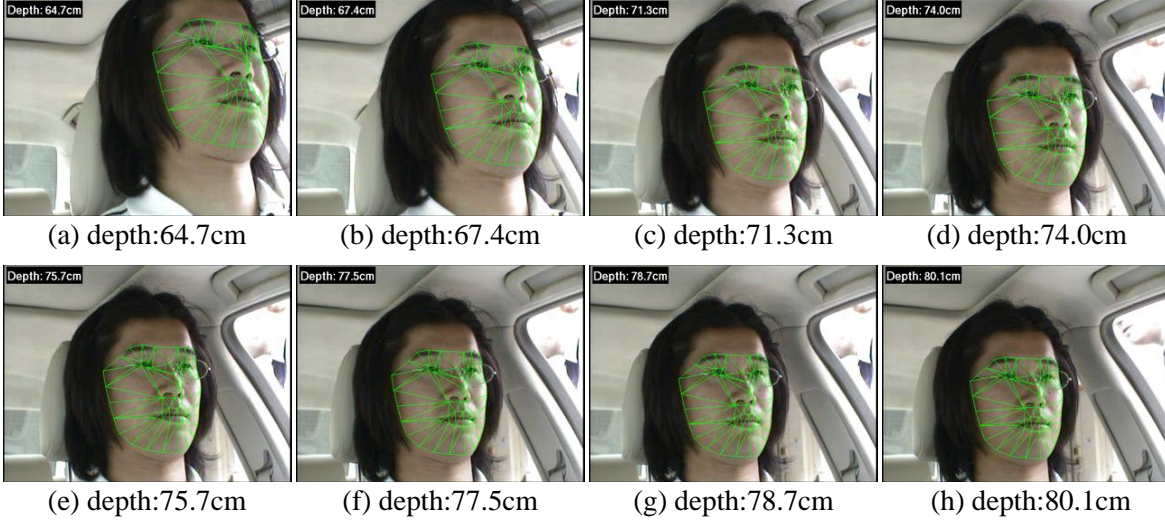 Depth: 64.7cm
Depth: 67.4cm
Depth: 71.3cm
Depth: 74.0cm
(a) depth:64.7cm
(b) depth:67.4cm
(c) depth:71.3cm
(d) depth:74.0cm
Depth: 75.7cm
Depth: 77.5cm
Depth: 78.7cm
Depth: 80.1cm
(e) depth:75.7cm
(f) depth:77.5cm
(g) depth:78.7cm
(h) depth:80.1cm